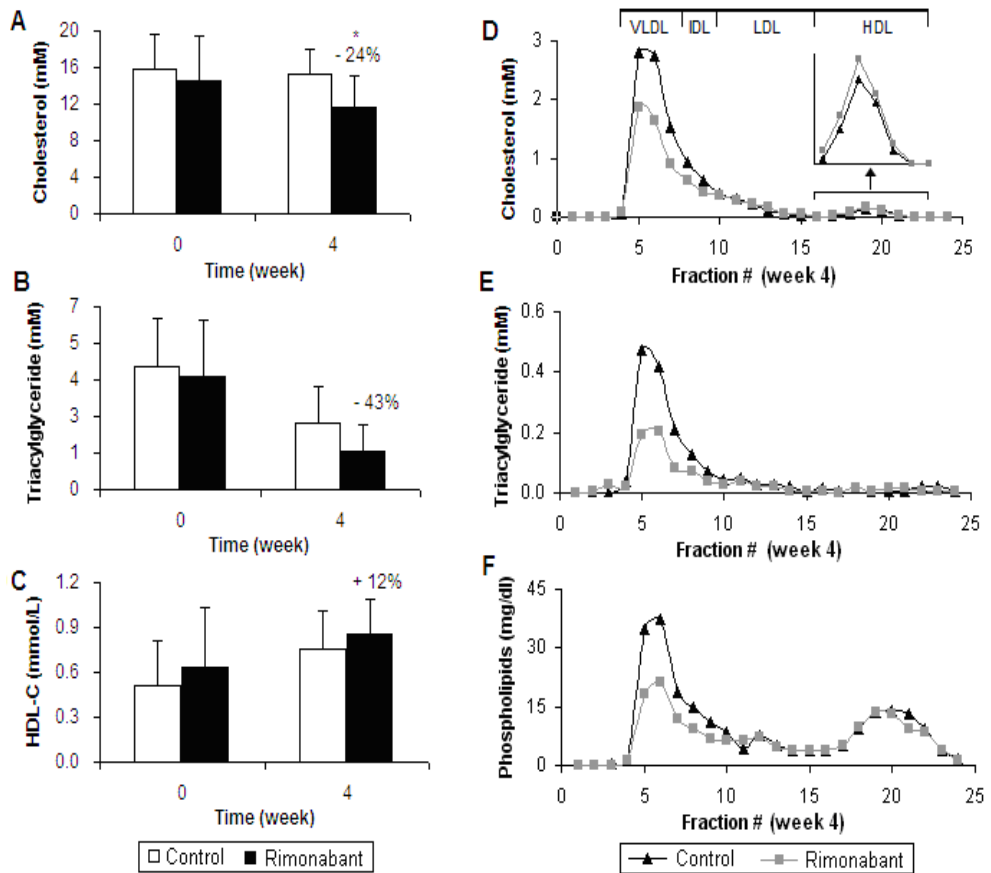 A
Cholesterol (mM)
20
16
12
8
4
0
*
- 24%
0
4
Time (week)
B
Triacylglyceride (mM)
7
6
4
3
1
0
- 43%
0
4
Time (week)
C
HDL-C (mmol/L)
1.2
0.9
0.6
0.3
0.0
+ 12%
0
4
Time (week)
Control
Rimonabant
D
VLDL
IDL
LDL
HDL
Cholesterol (mM)
3
2
1
0
0
5
10
15
20
25
Fraction # (week 4)
E
Triacylglyceride (mM)
0.6
0.4
0.2
0.0
0
5
10
15
20
25
Fraction # (week 4)
F
Phospholipids (mg/dl)
45
30
15
0
0
5
10
15
20
25
Fraction # (week 4)
Control
Rimonabant